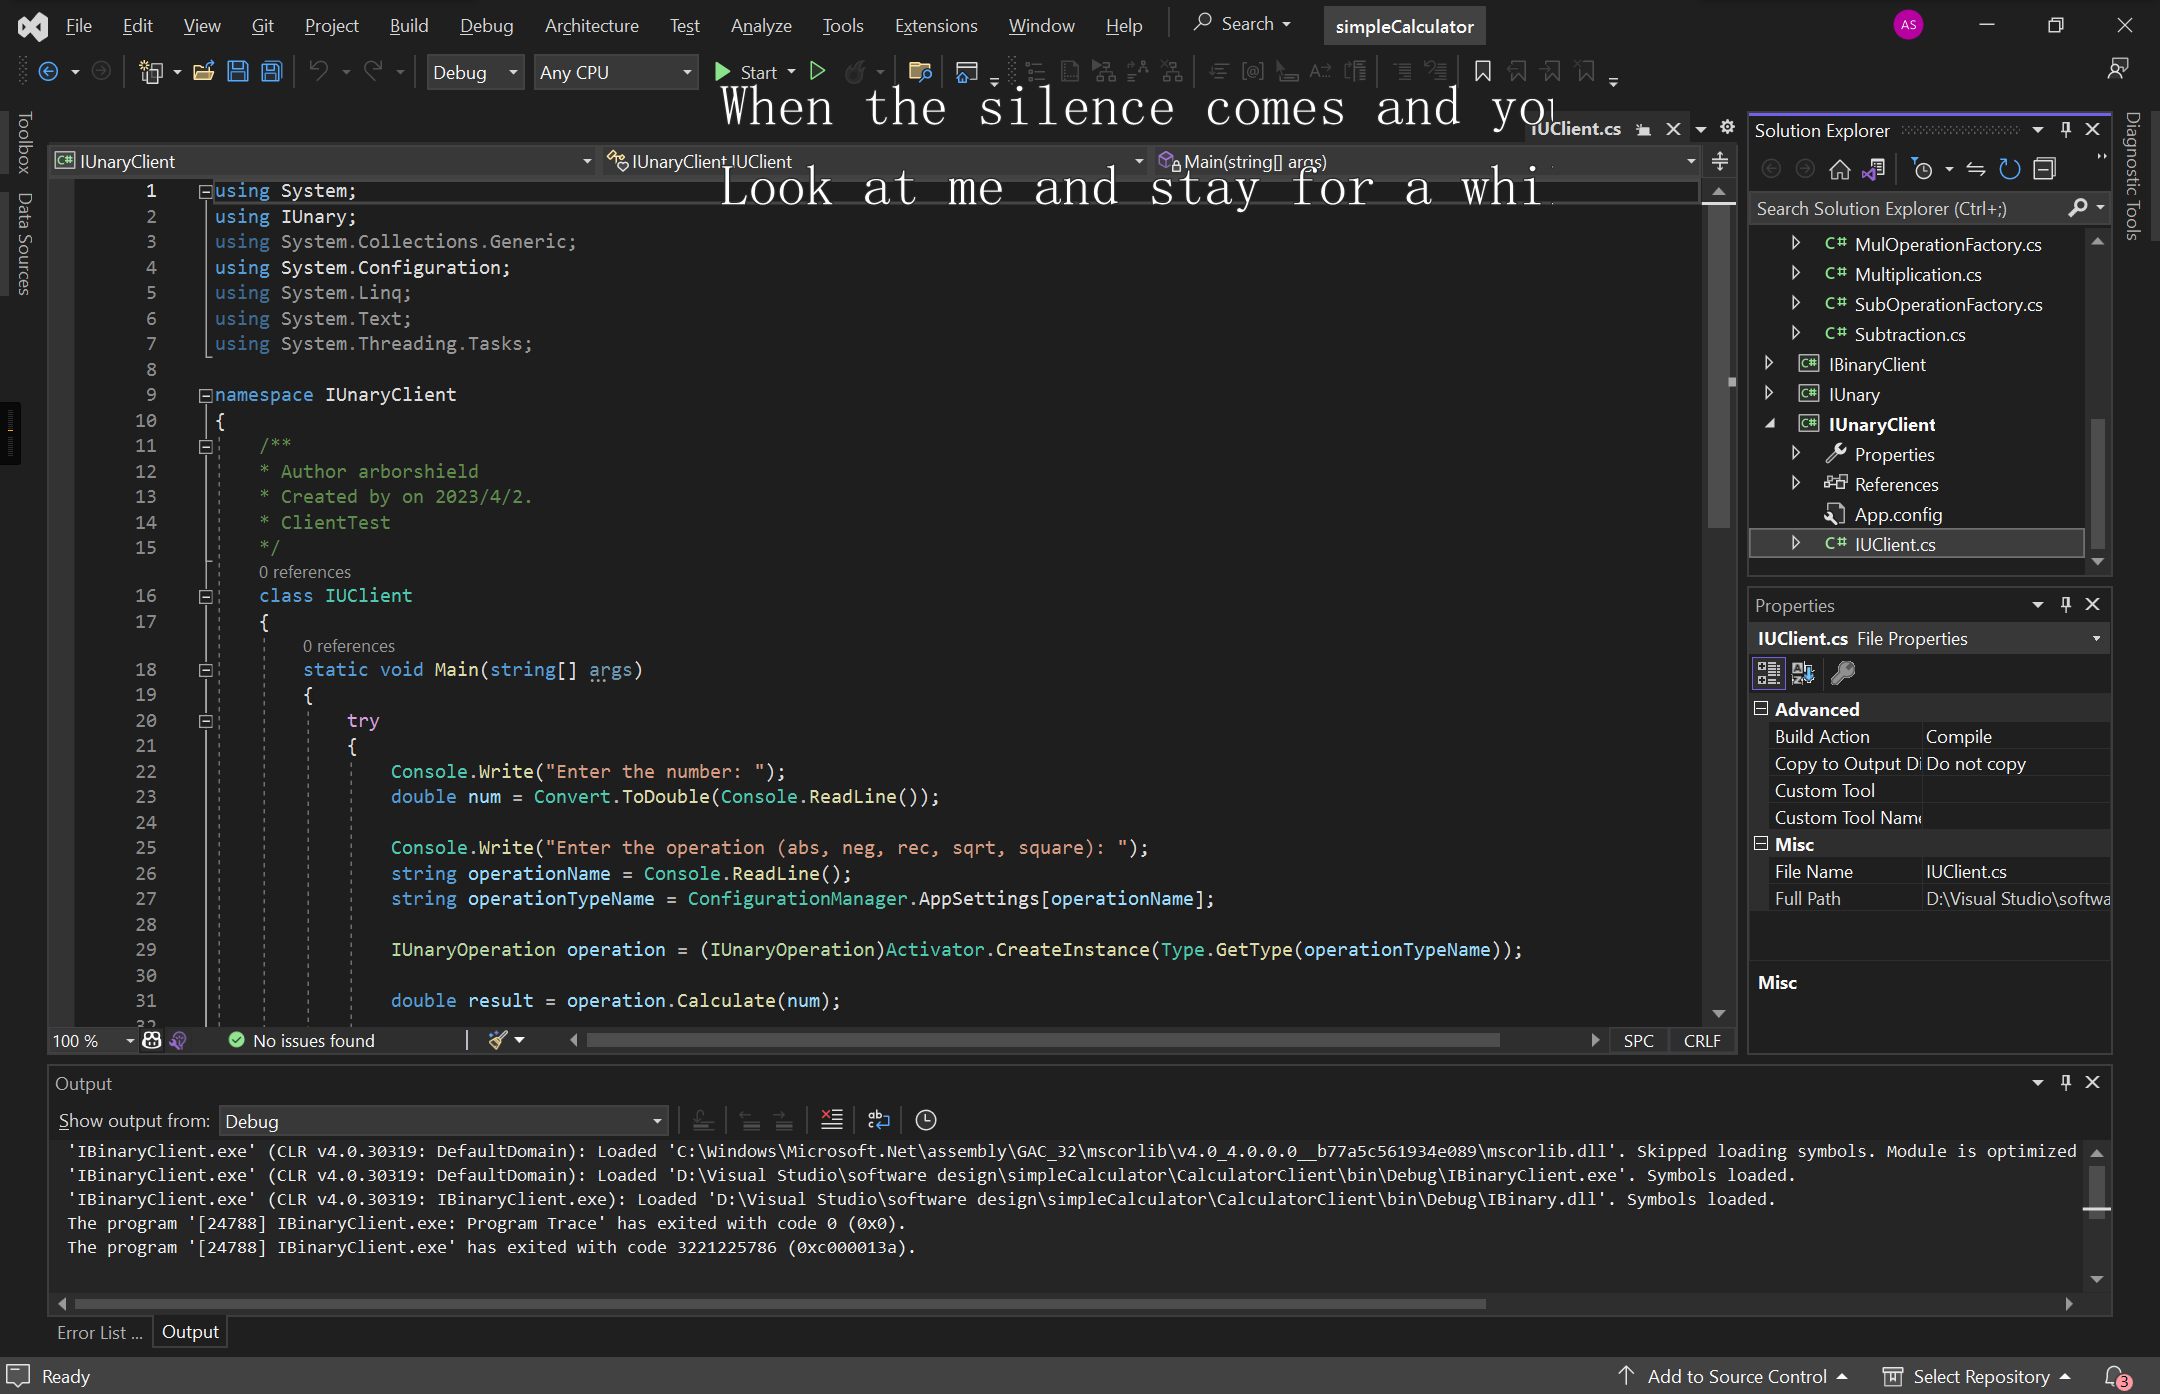 File Edit View Git Project Build Debug Architecture Test Analyze Tools Extensions Window Help Search simpleCalculator AS
Debug Any CPU Start
When the silence comes and you
Look at me and stay for a
Toolbox
Data Sources
IUClient.cs
IUnaryClient IUnaryClient.IUClient Main(string[] args)
1 using System;
2 using IUnary;
3 using System.Collections.Generic;
4 using System.Configuration;
5 using System.Linq;
6 using System.Text;
7 using System.Threading.Tasks;
8
9 namespace IUnaryClient
10 {
11 /**
12 * Author arborshield
13 * Created by on 2023/4/2.
14 * ClientTest
15 */
0 references
16 class IUClient
17 {
0 references
18 static void Main(string[] args)
19 {
20 try
21 {
22 Console.Write("Enter the number: ");
23 double num = Convert.ToDouble(Console.ReadLine());
24
25 Console.Write("Enter the operation (abs, neg, rec, sqrt, square): ");
26 string operationName = Console.ReadLine();
27 string operationTypeName = ConfigurationManager.AppSettings[operationName];
28
29 IUnaryOperation operation = (IUnaryOperation)Activator.CreateInstance(Type.GetType(operationTypeName));
30
31 double result = operation.Calculate(num);
32
100 % No issues found SPC CRLF
Solution Explorer
Search Solution Explorer (Ctrl+;)
C# MulOperationFactory.cs
C# Multiplication.cs
C# SubOperationFactory.cs
C# Subtraction.cs
C# IBinaryClient
C# IUnary
C# IUnaryClient
Properties
References
App.config
C# IUClient.cs
Diagnostic Tools
Properties
IUClient.cs File Properties
Advanced
Build Action Compile
Copy to Output Di Do not copy
Custom Tool
Custom Tool Name
Misc
File Name IUClient.cs
Full Path D:\Visual Studio\softwa
Misc
Output
Show output from: Debug
'IBinaryClient.exe' (CLR v4.0.30319: DefaultDomain): Loaded 'C:\Windows\Microsoft.Net\assembly\GAC_32\mscorlib\v4.0_4.0.0.0__b77a5c561934e089\mscorlib.dll'. Skipped loading symbols. Module is optimized
'IBinaryClient.exe' (CLR v4.0.30319: DefaultDomain): Loaded 'D:\Visual Studio\software design\simpleCalculator\CalculatorClient\bin\Debug\IBinaryClient.exe'. Symbols loaded.
'IBinaryClient.exe' (CLR v4.0.30319: IBinaryClient.exe): Loaded 'D:\Visual Studio\software design\simpleCalculator\CalculatorClient\bin\Debug\IBinary.dll'. Symbols loaded.
The program '[24788] IBinaryClient.exe: Program Trace' has exited with code 0 (0x0).
The program '[24788] IBinaryClient.exe' has exited with code 3221225786 (0xc000013a).
Error List ... Output
Ready Add to Source Control Select Repository 3